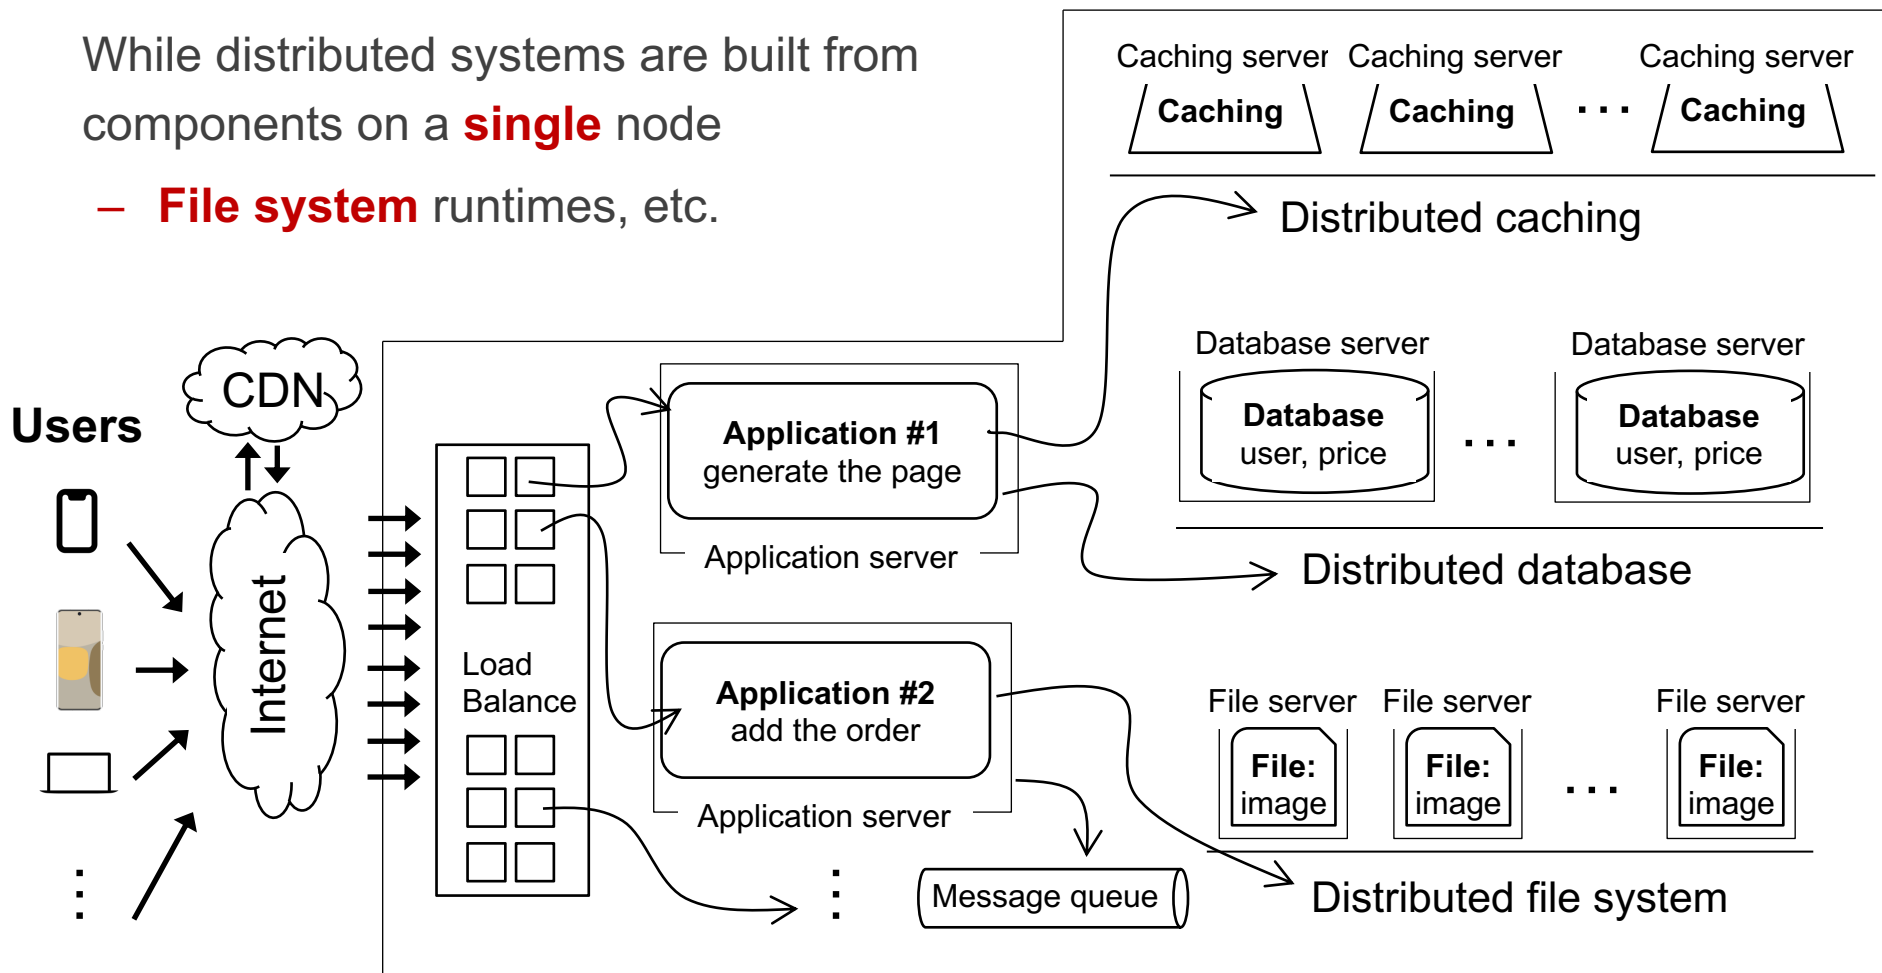 While distributed systems are built from
components on a single node
– File system runtimes, etc.
Caching server Caching server Caching server
Caching Caching ... Caching
Distributed caching
Database server Database server
Database
user, price
...
Database
user, price
Distributed database
CDN
Users
Internet
Load
Balance
Application #1
generate the page
Application server
Application #2
add the order
Application server
Message queue
File server File server File server
File:
image
File:
image
...
File:
image
Distributed file system